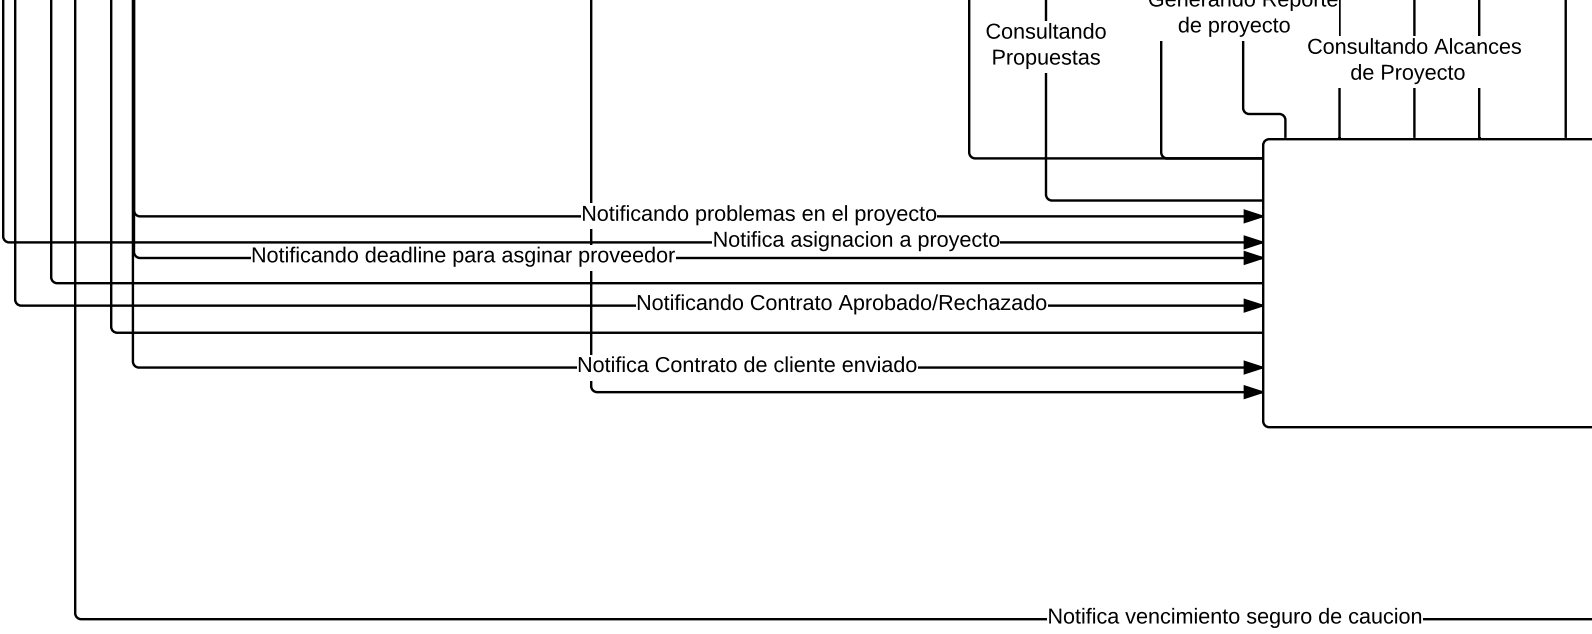 Generando Reporte
de proyecto
Consultando
Propuestas
Consultando Alcances
de Proyecto
Notificando problemas en el proyecto
Notifica asignacion a proyecto
Notificando deadline para asginar proveedor
Notificando Contrato Aprobado/Rechazado
Notifica Contrato de cliente enviado
Notifica vencimiento seguro de caucion